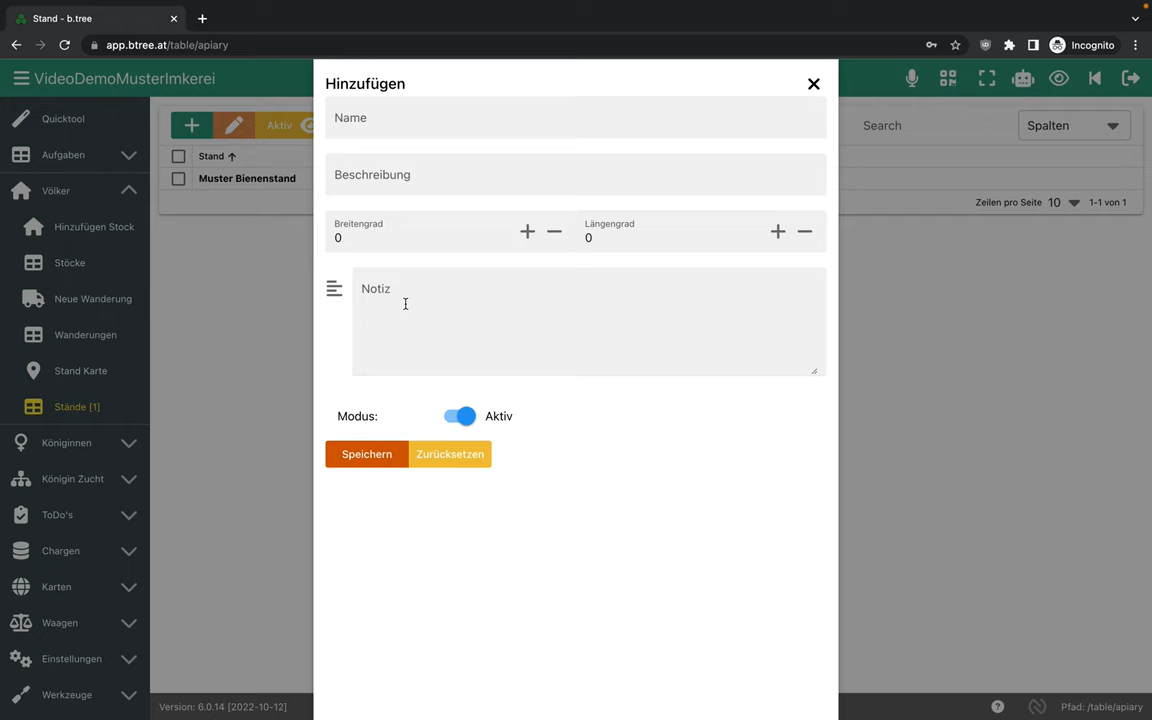 Stand - b.tree
app.btree.at/table/apiary
Incognito
VideoDemoMusterImkerei
Quicktool
Aufgaben
Völker
Hinzufügen Stock
Stöcke
Neue Wanderung
Wanderungen
Stand Karte
Stände [1]
Königinnen
Königin Zucht
ToDo's
Chargen
Karten
Waagen
Einstellungen
Werkzeuge
Aktiv
Search
Spalten
Stand
Muster Bienenstand
Zeilen pro Seite 10 1-1 von 1
Hinzufügen
Name
Beschreibung
Breitengrad Längengrad
0 0
Notiz
Modus: Aktiv
Speichern Zurücksetzen
Version: 6.0.14 [2022-10-12]
Pfad: /table/apiary